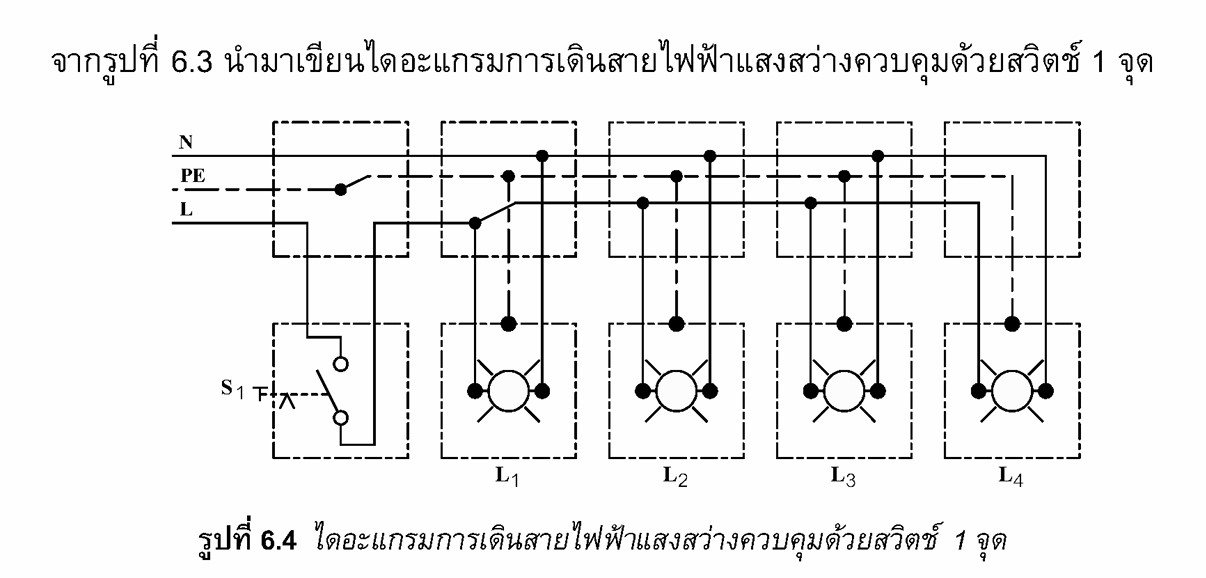 จากรูปที่ 6.3 นำมาเขียนไดอะแกรมการเดินสายไฟฟ้าแสงสว่างควบคุมด้วยสวิตช์ 1 จุด
N
PE
L
S1
L1 L2 L3 L4
รูปที่ 6.4 ไดอะแกรมการเดินสายไฟฟ้าแสงสว่างควบคุมด้วยสวิตช์ 1 จุด